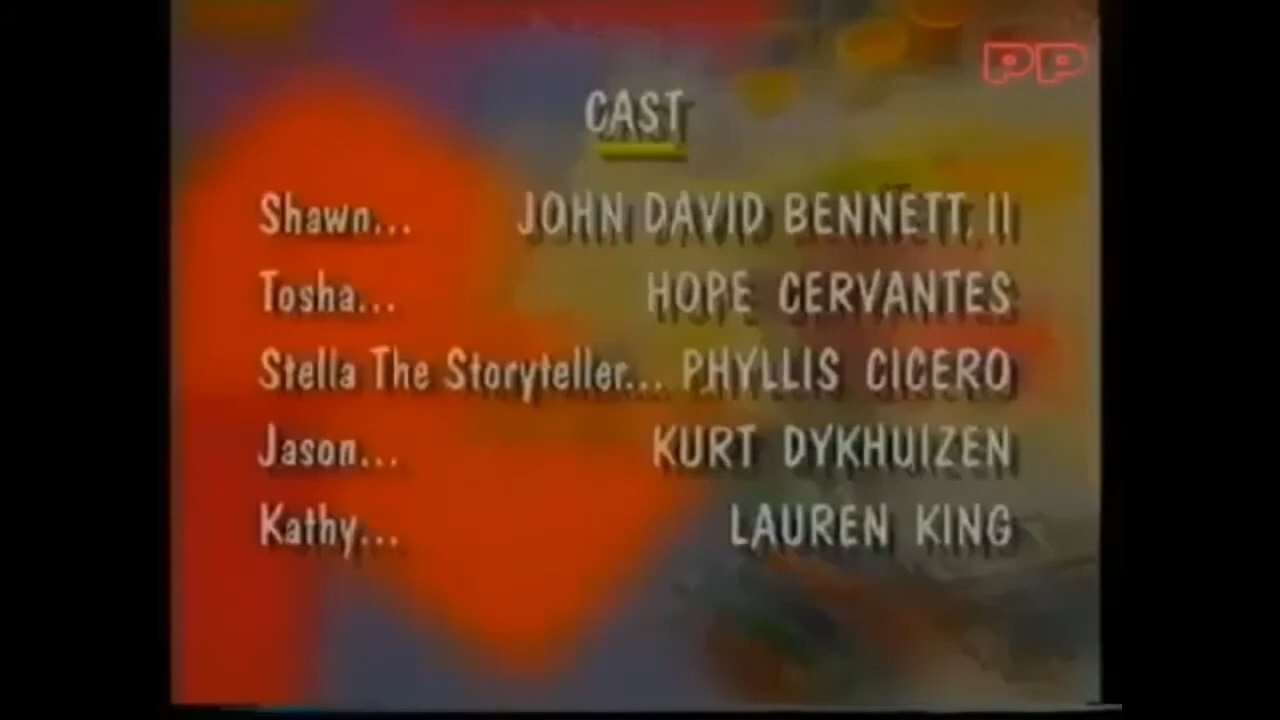 PP
CAST
Shawn... JOHN DAVID BENNETT, II
Tosha... HOPE CERVANTES
Stella The Storyteller... PHYLLIS CICERO
Jason... KURT DYKHUIZEN
Kathy... LAUREN KING